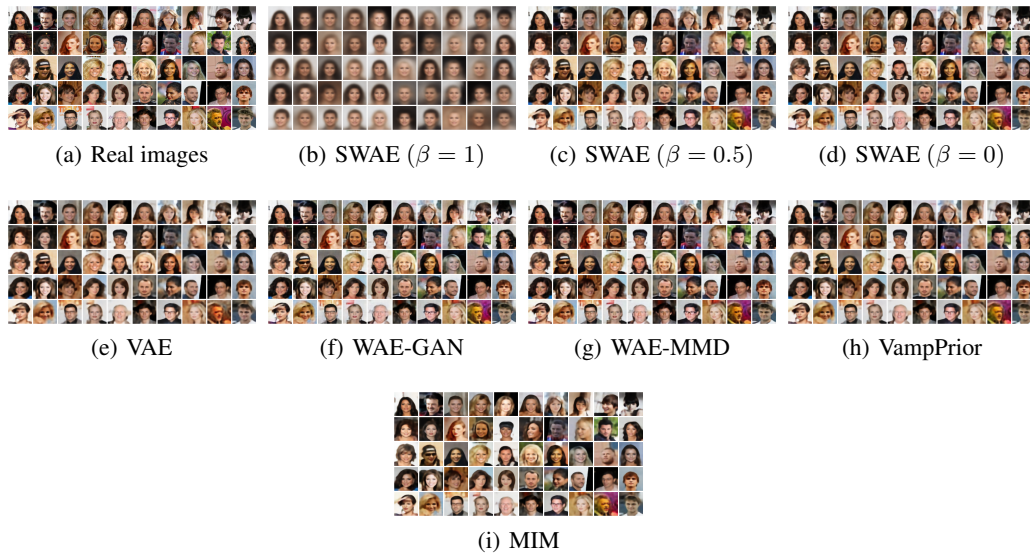 (a) Real images
(b) SWAE (β = 1)
(c) SWAE (β = 0.5)
(d) SWAE (β = 0)
(e) VAE
(f) WAE-GAN
(g) WAE-MMD
(h) VampPrior
(i) MIM